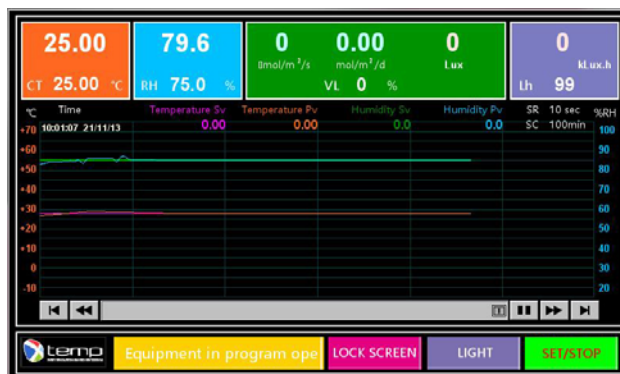 25.00
CT 25.00 ℃
79.6
RH 75.0 %
0 0.00 0
μmol/m²/s mol/m²/d Lux
VL 0 %
0
kLux.h
Lh 99
℃ Time Temperature Sv Temperature Pv Humidity Sv Humidity Pv SR 10 sec %RH
10:01:07 21/11/13 0.00 0.00 0.0 0.0 SC 100min
+70 100
+60 90
+50 80
+40 70
+30 60
+20 50
+10 40
0 30
-10 20
temp
Equipment in program ope
LOCK SCREEN
LIGHT
SET/STOP